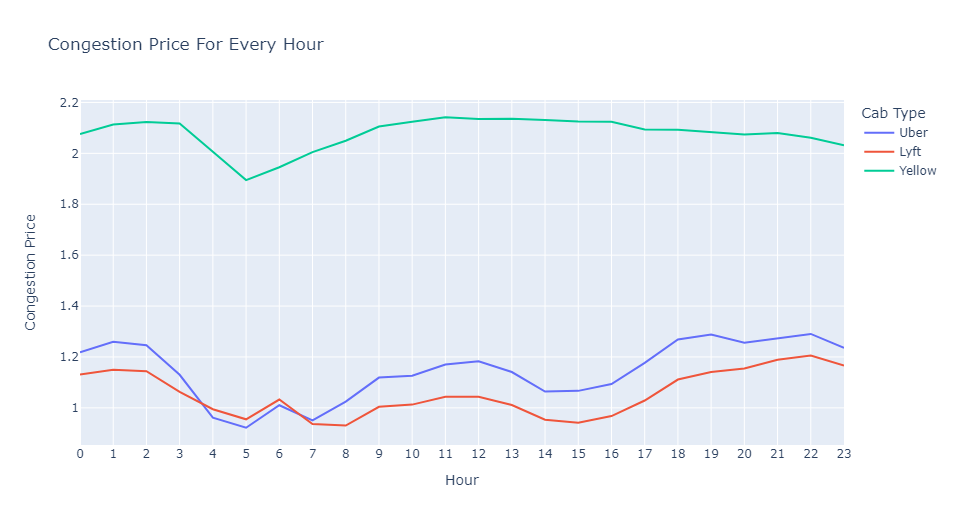 Congestion Price For Every Hour
Cab Type
Uber
Lyft
Yellow
Congestion Price
2.2
2
1.8
1.6
1.4
1.2
1
0 1 2 3 4 5 6 7 8 9 10 11 12 13 14 15 16 17 18 19 20 21 22 23
Hour